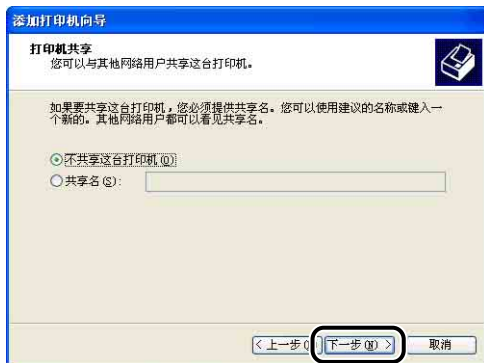 添加打印机向导
打印机共享
您可以与其他网络用户共享这台打印机。
如果要共享这台打印机，您必须提供共享名。您可以使用建议的名称或键入一
个新的。其他网络用户都可以看见共享名。
不共享这台打印机(O)
共享名(S):
< 上一步( 下一步(N) > 取消